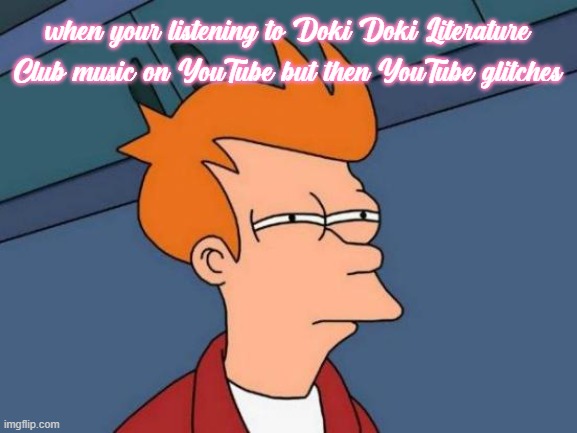 when your listening to Doki Doki Literature
Club music on YouTube but then YouTube glitches
imgflip.com